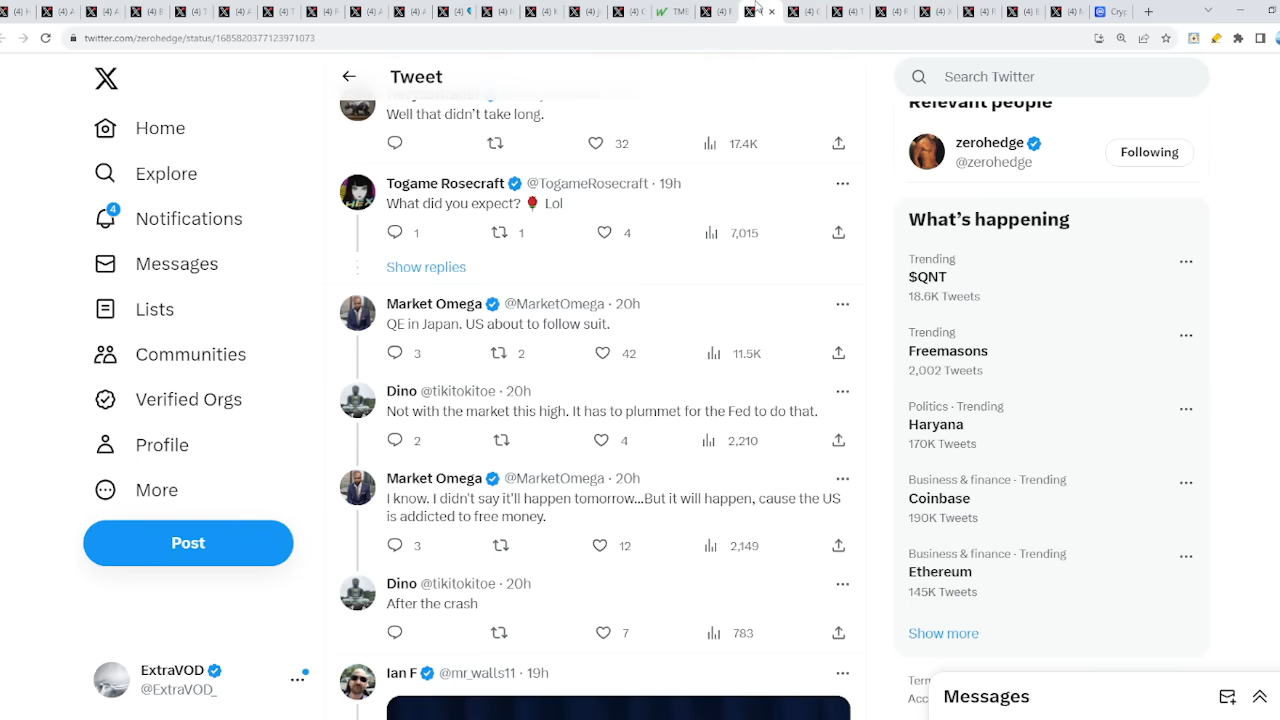 twitter.com/zerohedge/status/1685820377123971073
TME
Cryp
Home
Explore
4
Notifications
Messages
Lists
Communities
Verified Orgs
Profile
More
Post
ExtraVOD
@ExtraVOD_
Tweet
Well that didn’t take long.
32 17.4K
Togame Rosecraft @TogameRosecraft · 19h
What did you expect? 🌹 Lol
1 1 4 7,015
Show replies
Market Omega @MarketOmega · 20h
QE in Japan. US about to follow suit.
3 2 42 11.5K
Dino @tikitokitoe · 20h
Not with the market this high. It has to plummet for the Fed to do that.
2 4 2,210
Market Omega @MarketOmega · 20h
I know. I didn't say it'll happen tomorrow...But it will happen, cause the US
is addicted to free money.
3 12 2,149
Dino @tikitokitoe · 20h
After the crash
7 783
Ian F @mr_walls11 · 19h
Search Twitter
Relevant people
zerohedge
@zerohedge
Following
What’s happening
Trending
$QNT
18.6K Tweets
Trending
Freemasons
2,002 Tweets
Politics · Trending
Haryana
170K Tweets
Business & finance · Trending
Coinbase
190K Tweets
Business & finance · Trending
Ethereum
145K Tweets
Show more
Messages